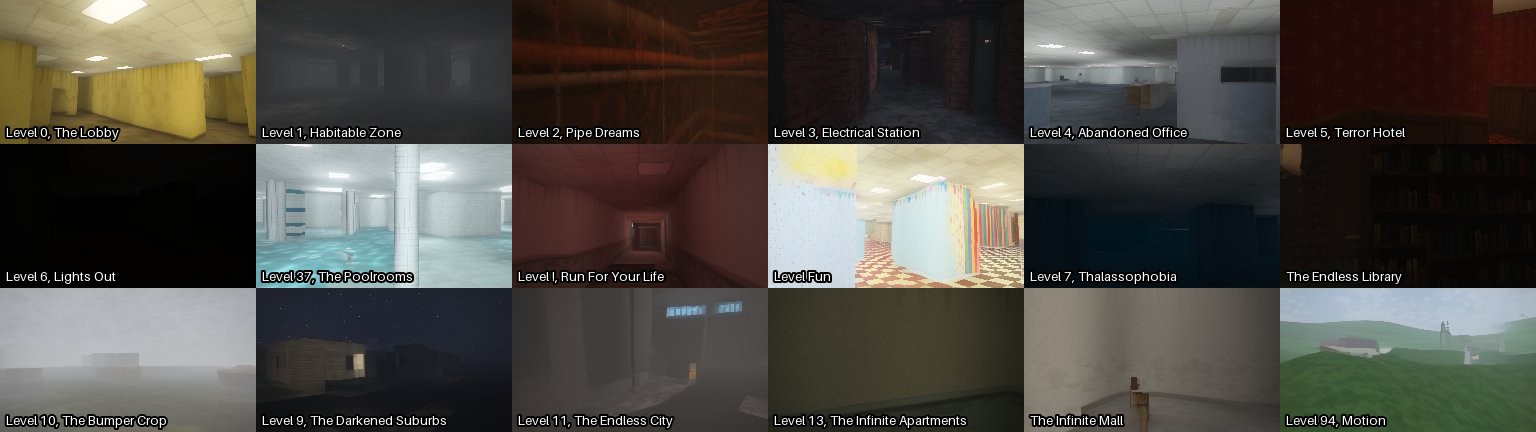 Level 0, The Lobby
Level 1, Habitable Zone
Level 2, Pipe Dreams
Level 3, Electrical Station
Level 4, Abandoned Office
Level 5, Terror Hotel
Level 6, Lights Out
Level 37, The Poolrooms
Level !, Run For Your Life
Level Fun
Level 7, Thalassophobia
The Endless Library
Level 10, The Bumper Crop
Level 9, The Darkened Suburbs
Level 11, The Endless City
Level 13, The Infinite Apartments
The Infinite Mall
Level 94, Motion